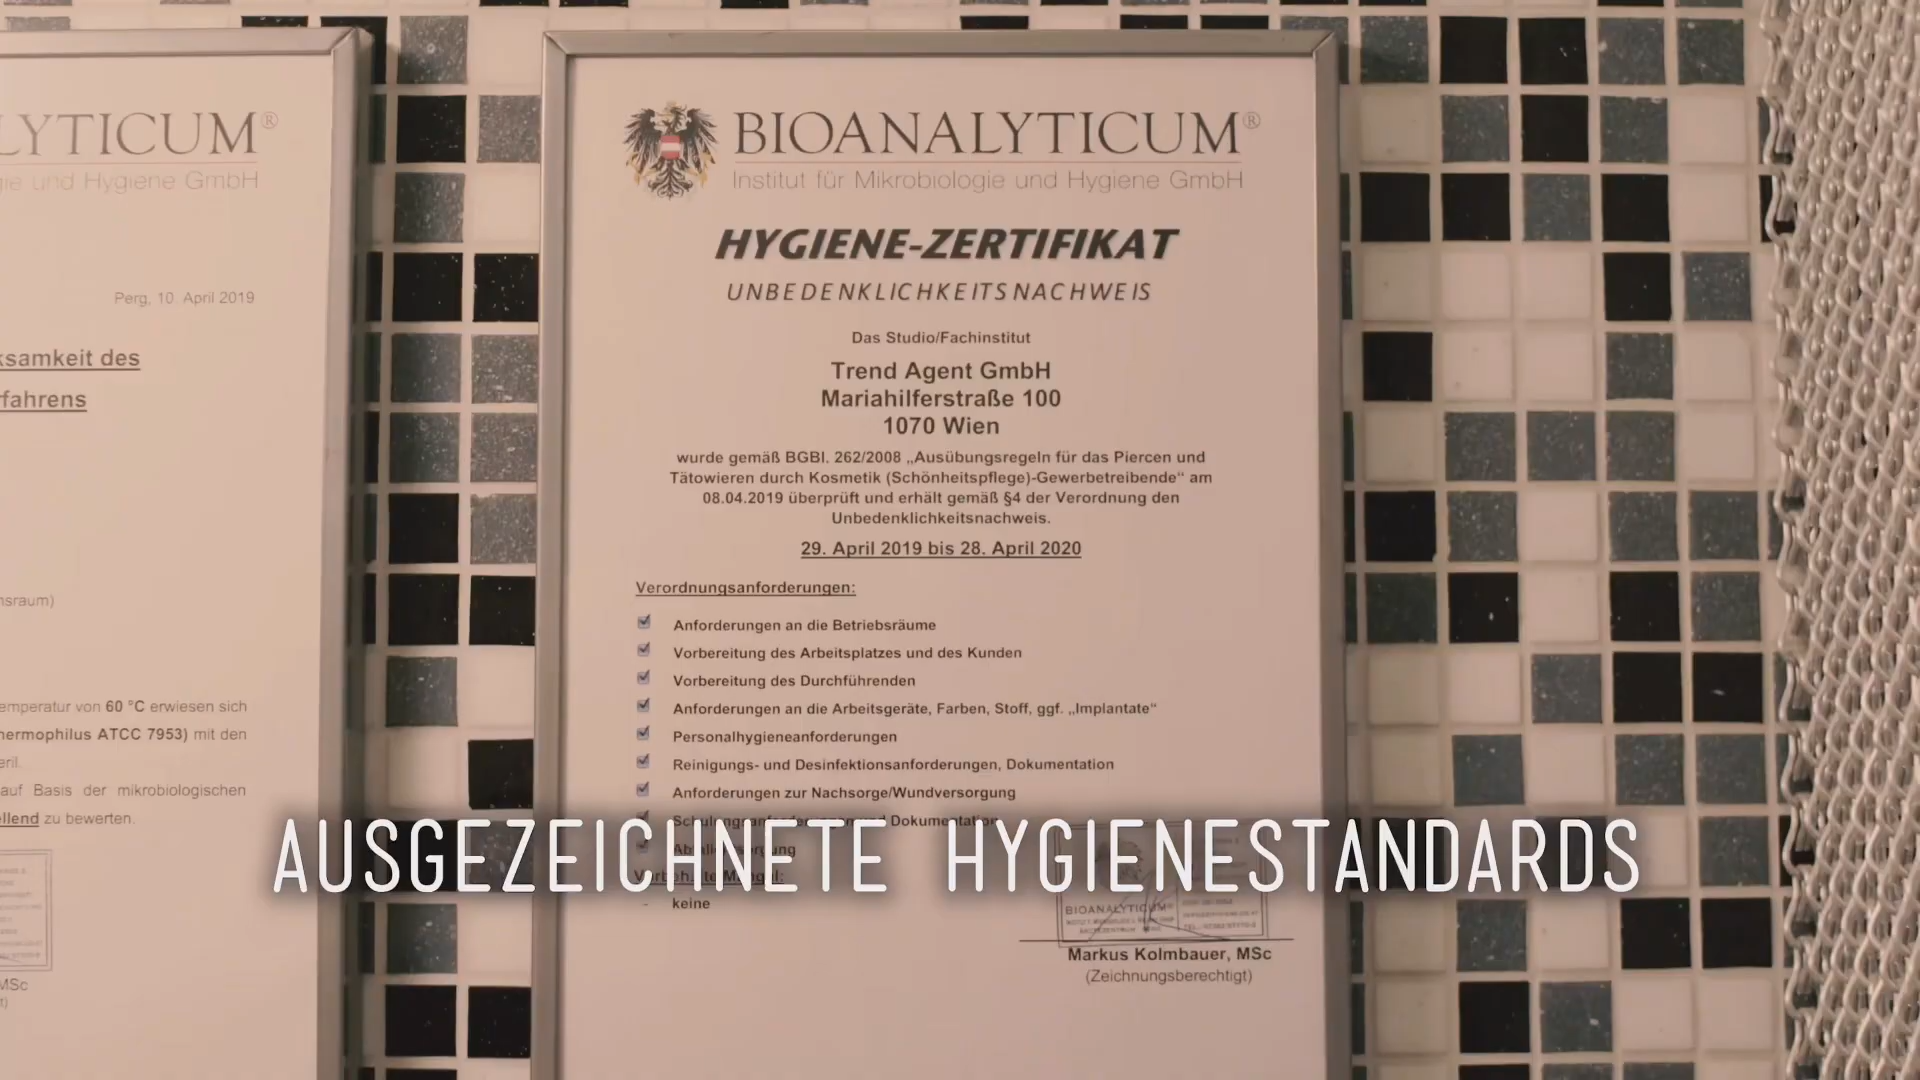 LYTICUM®
gie und Hygiene GmbH
Perg, 10. April 2019
ksamkeit des
fahrens
nsraum)
emperatur von 60 °C erwiesen sich
hermophilus ATCC 7953) mit den
eril.
auf Basis der mikrobiologischen
llend zu bewerten.
MSc
BIOANALYTICUM®
Institut für Mikrobiologie und Hygiene GmbH
HYGIENE-ZERTIFIKAT
UNBEDENKLICHKEITSNACHWEIS
Das Studio/Fachinstitut
Trend Agent GmbH
Mariahilferstraße 100
1070 Wien
wurde gemäß BGBl. 262/2008 „Ausübungsregeln für das Piercen und
Tätowieren durch Kosmetik (Schönheitspflege)-Gewerbetreibende“ am
08.04.2019 überprüft und erhält gemäß §4 der Verordnung den
Unbedenklichkeitsnachweis.
29. April 2019 bis 28. April 2020
Verordnungsanforderungen:
Anforderungen an die Betriebsräume
Vorbereitung des Arbeitsplatzes und des Kunden
Vorbereitung des Durchführenden
Anforderungen an die Arbeitsgeräte, Farben, Stoff, ggf. „Implantate“
Personalhygieneanforderungen
Reinigungs- und Desinfektionsanforderungen, Dokumentation
Anforderungen zur Nachsorge/Wundversorgung
Schulungsanforderungen und Dokumentation
AUSGEZEICHNETE HYGIENESTANDARDS
- keine
BIOANALYTICUM®
Markus Kolmbauer, MSc
(Zeichnungsberechtigt)